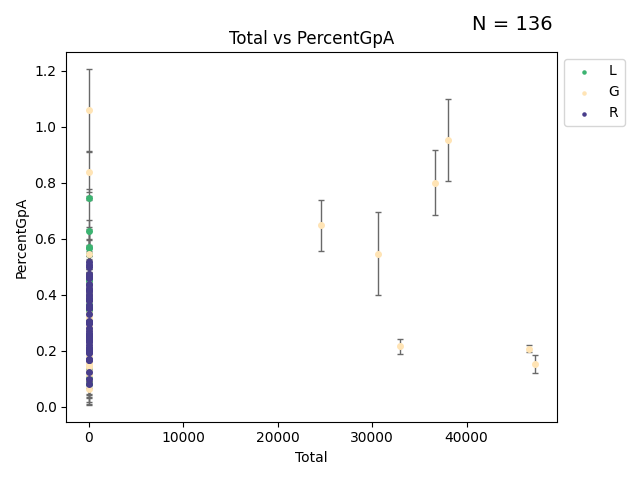 N = 136
Total vs PercentGpA
L
G
R
PercentGpA
1.2
1.0
0.8
0.6
0.4
0.2
0.0
0 10000 20000 30000 40000
Total